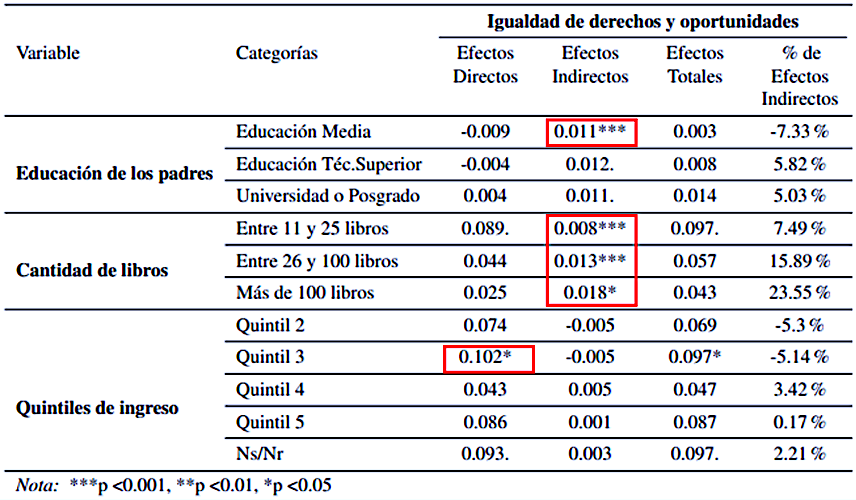 Igualdad de derechos y oportunidades
Variable Categorías Efectos Directos Efectos Indirectos Efectos Totales % de Efectos Indirectos
Educación de los padres
Educación Media -0.009 0.011*** 0.003 -7.33 %
Educación Téc.Superior -0.004 0.012. 0.008 5.82 %
Universidad o Posgrado 0.004 0.011. 0.014 5.03 %
Cantidad de libros
Entre 11 y 25 libros 0.089. 0.008*** 0.097. 7.49 %
Entre 26 y 100 libros 0.044 0.013*** 0.057 15.89 %
Más de 100 libros 0.025 0.018* 0.043 23.55 %
Quintiles de ingreso
Quintil 2 0.074 -0.005 0.069 -5.3 %
Quintil 3 0.102* -0.005 0.097* -5.14 %
Quintil 4 0.043 0.005 0.047 3.42 %
Quintil 5 0.086 0.001 0.087 0.17 %
Ns/Nr 0.093. 0.003 0.097. 2.21 %
Nota: ***p <0.001, **p <0.01, *p <0.05